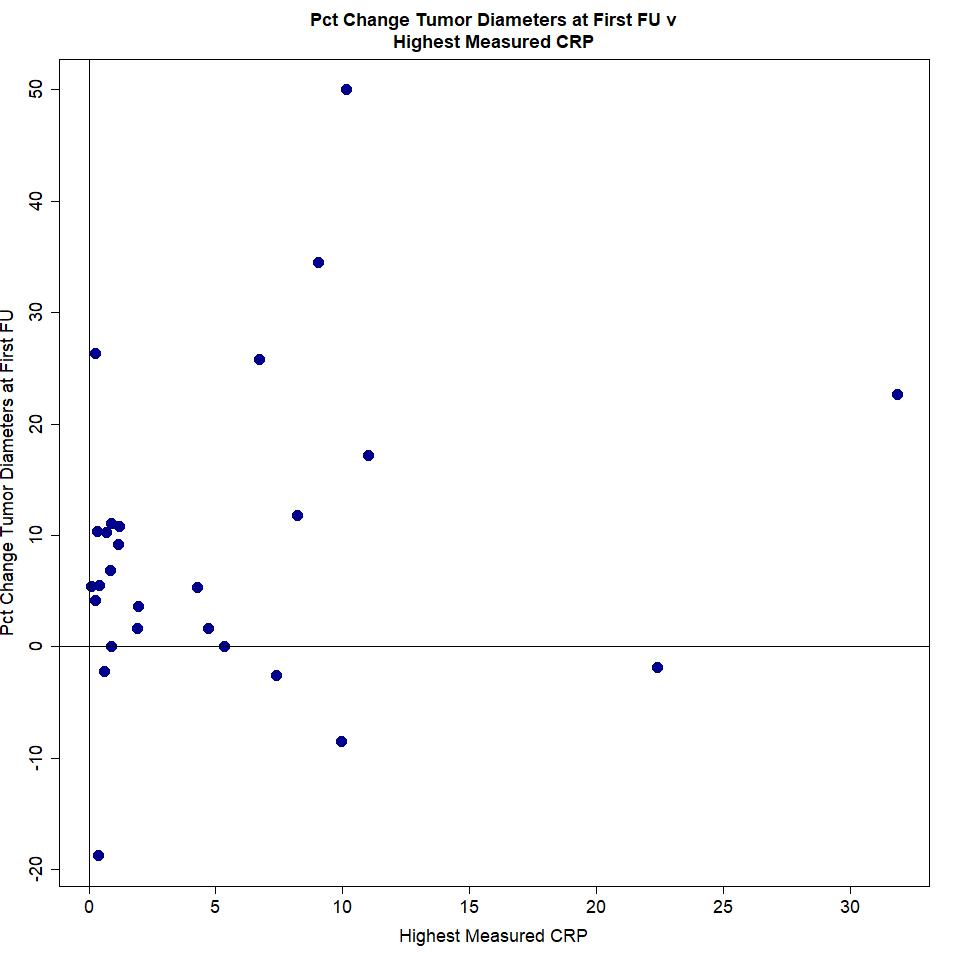 Pct Change Tumor Diameters at First FU v
Highest Measured CRP
Pct Change Tumor Diameters at First FU
50
40
30
20
10
0
-10
-20
0 5 10 15 20 25 30
Highest Measured CRP